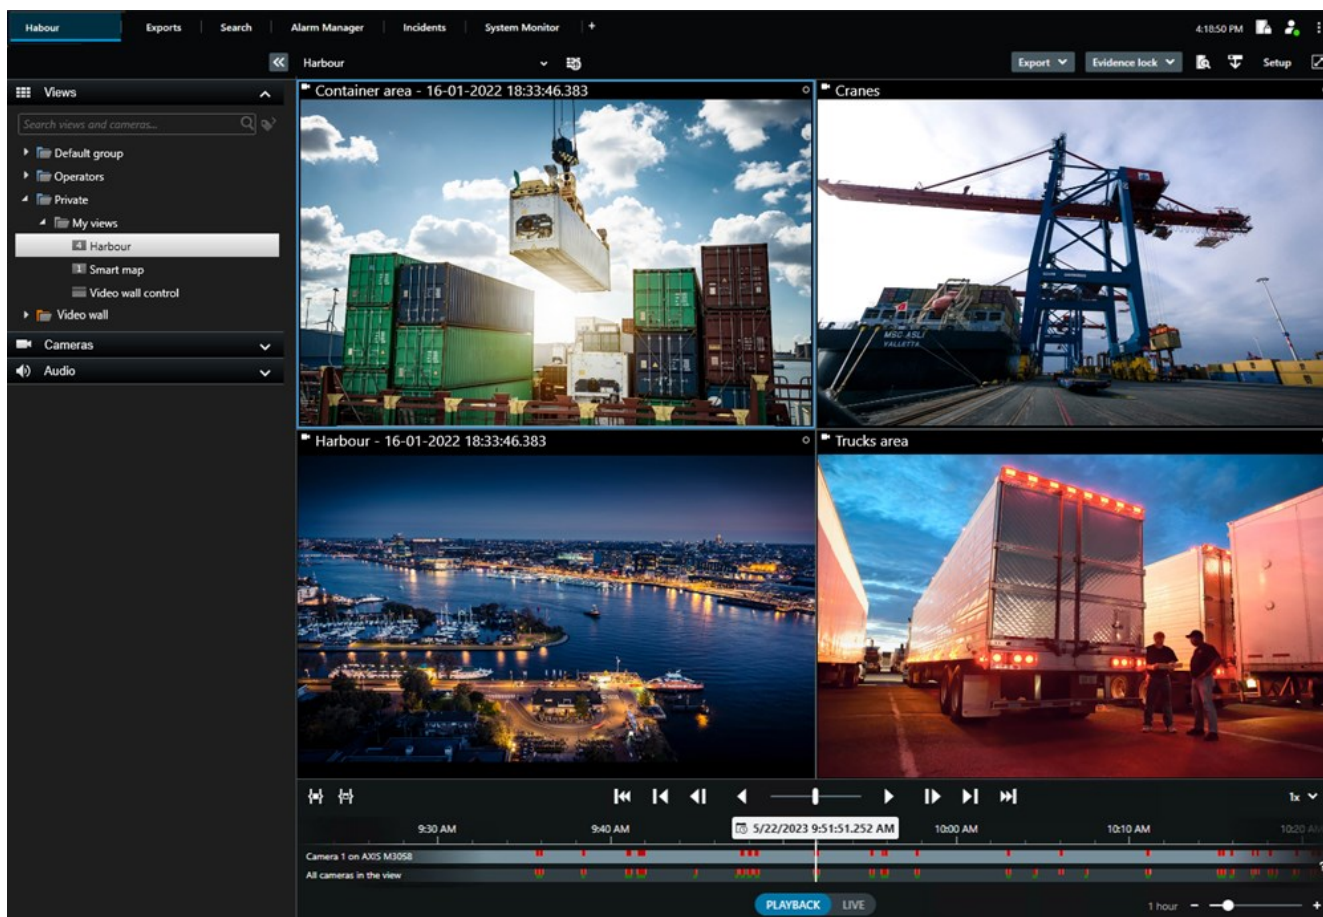 Habour Exports Search Alarm Manager Incidents System Monitor + 4:18:50 PM
Harbour Export Evidence lock Setup
Views
Search views and cameras...
Default group
Operators
Private
My views
4 Harbour
1 Smart map
Video wall control
Video wall
Cameras
Audio
Container area - 16-01-2022 18:33:46.383
Cranes
MSC ASLI
VALLETTA
Harbour - 16-01-2022 18:33:46.383
Trucks area
1x
9:30 AM 9:40 AM 5/22/2023 9:51:51.252 AM 10:00 AM 10:10 AM 10:20 AM
Camera 1 on AXIS M3058
All cameras in the view
PLAYBACK LIVE
1 hour - +